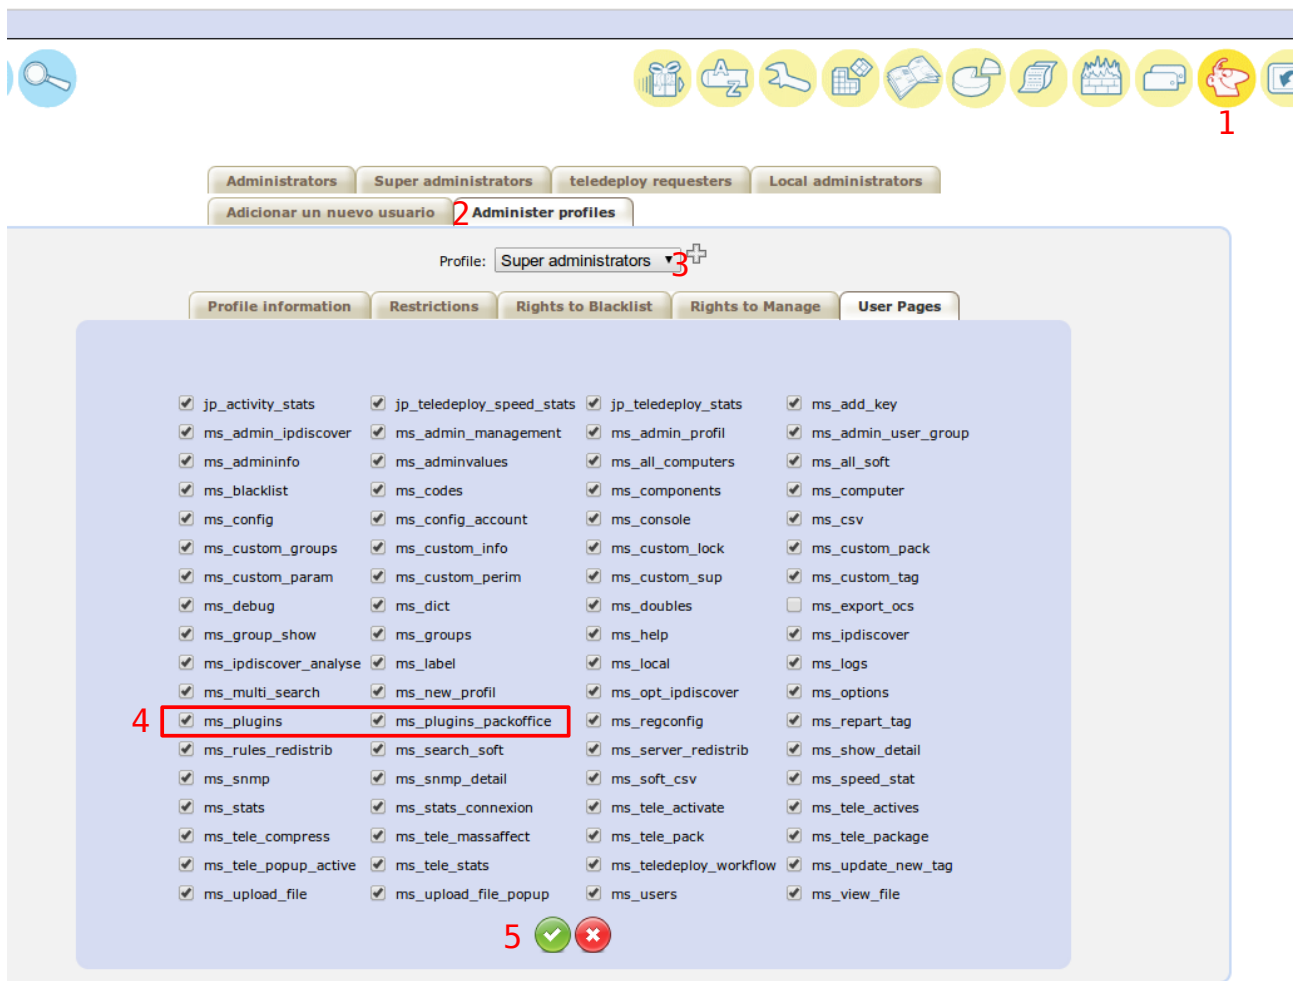 A Z
1
Administrators Super administrators teledeploy requesters Local administrators
Adicionar un nuevo usuario 2 Administer profiles
Profile: Super administrators 3
Profile information Restrictions Rights to Blacklist Rights to Manage User Pages
jp_activity_stats jp_teledeploy_speed_stats jp_teledeploy_stats ms_add_key
ms_admin_ipdiscover ms_admin_management ms_admin_profil ms_admin_user_group
ms_admininfo ms_adminvalues ms_all_computers ms_all_soft
ms_blacklist ms_codes ms_components ms_computer
ms_config ms_config_account ms_console ms_csv
ms_custom_groups ms_custom_info ms_custom_lock ms_custom_pack
ms_custom_param ms_custom_perim ms_custom_sup ms_custom_tag
ms_debug ms_dict ms_doubles ms_export_ocs
ms_group_show ms_groups ms_help ms_ipdiscover
ms_ipdiscover_analyse ms_label ms_local ms_logs
ms_multi_search ms_new_profil ms_opt_ipdiscover ms_options
4 ms_plugins ms_plugins_packoffice ms_regconfig ms_repart_tag
ms_rules_redistrib ms_search_soft ms_server_redistrib ms_show_detail
ms_snmp ms_snmp_detail ms_soft_csv ms_speed_stat
ms_stats ms_stats_connexion ms_tele_activate ms_tele_actives
ms_tele_compress ms_tele_massaffect ms_tele_pack ms_tele_package
ms_tele_popup_active ms_tele_stats ms_teledeploy_workflow ms_update_new_tag
ms_upload_file ms_upload_file_popup ms_users ms_view_file
5